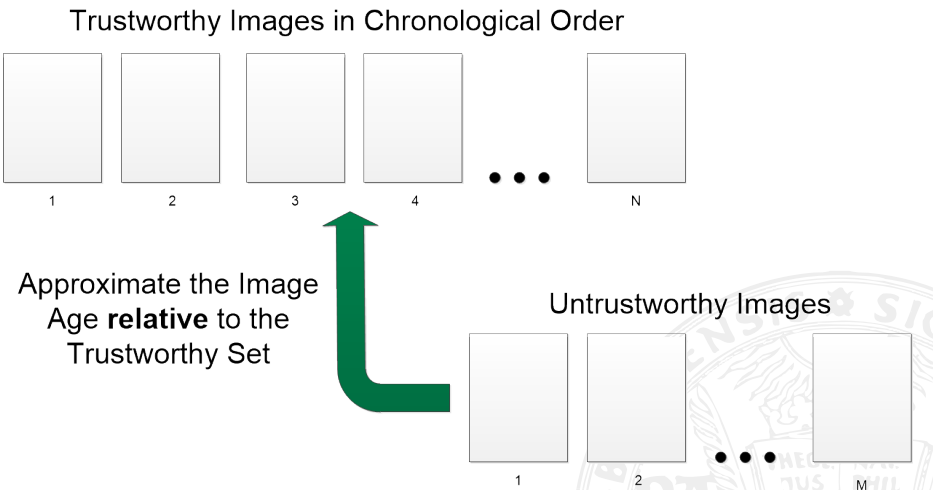 Trustworthy Images in Chronological Order
1 2 3 4 N
Approximate the Image
Age relative to the
Trustworthy Set
Untrustworthy Images
1 2 M